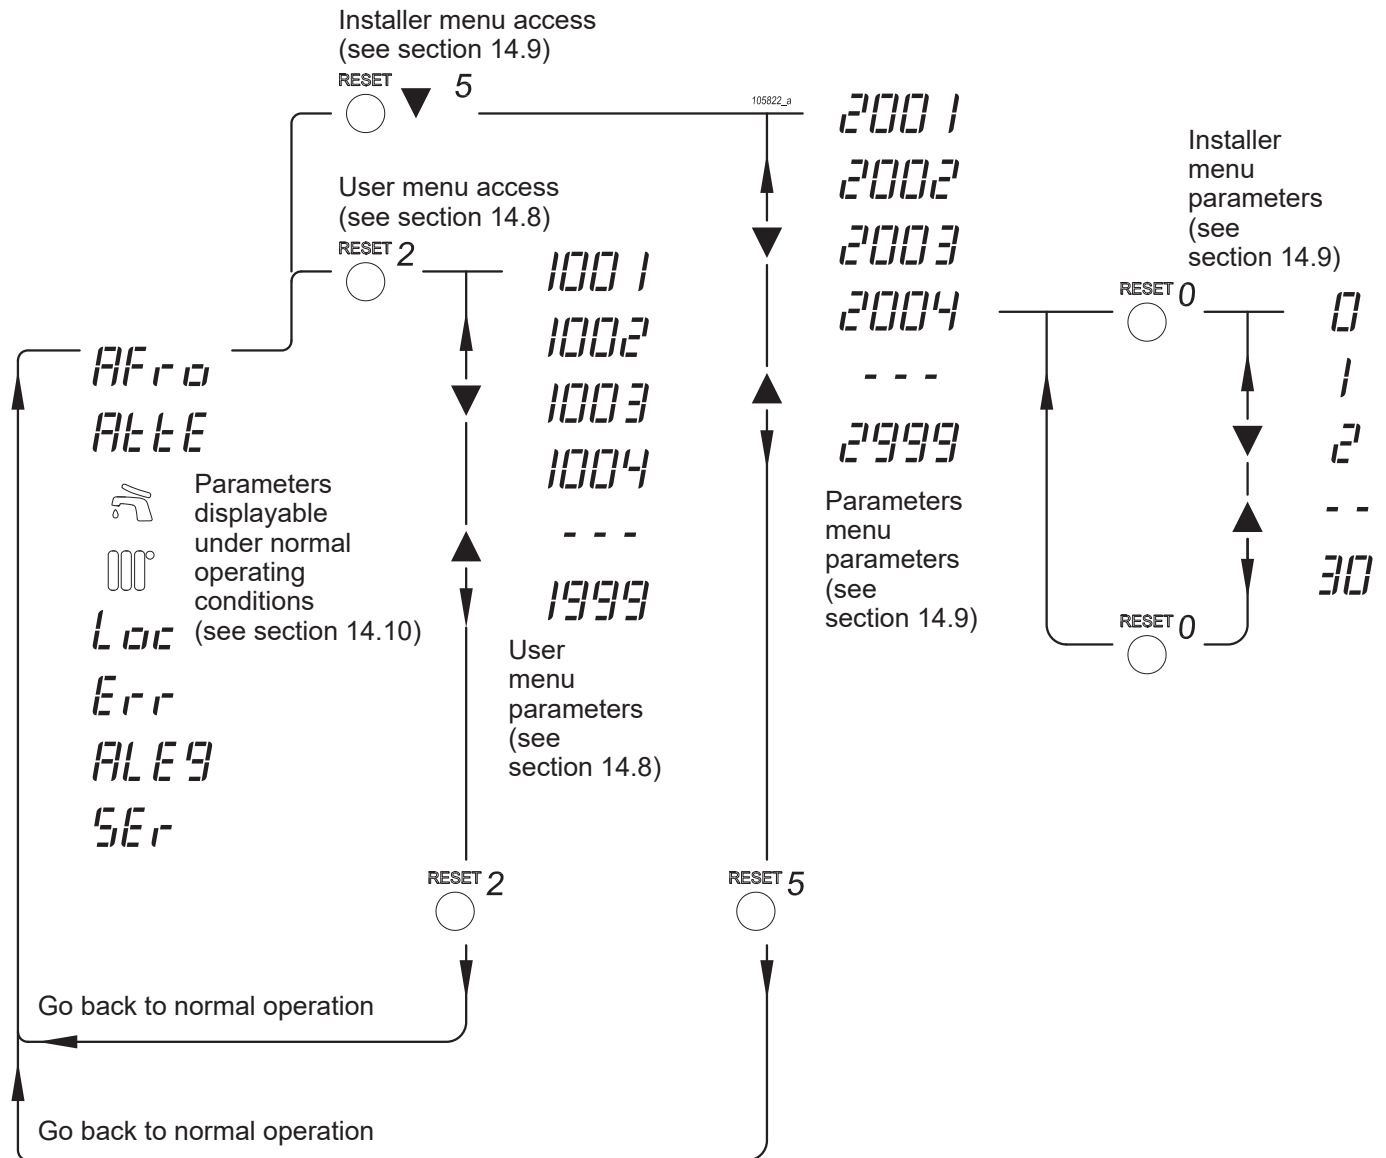 Installer menu access
(see section 14.9)
RESET 5
105822_a
User menu access
(see section 14.8)
RESET 2
AFro
AttE
Parameters
displayable
under normal
operating
conditions
(see section 14.10)
Loc
Err
ALE9
SEr
1001
1002
1003
1004
- - -
1999
User
menu
parameters
(see
section 14.8)
2001
2002
2003
2004
- - -
2999
Parameters
menu
parameters
(see
section 14.9)
Installer
menu
parameters
(see
section 14.9)
RESET 0
0
1
2
- -
30
RESET 0
RESET 2
RESET 5
Go back to normal operation
Go back to normal operation